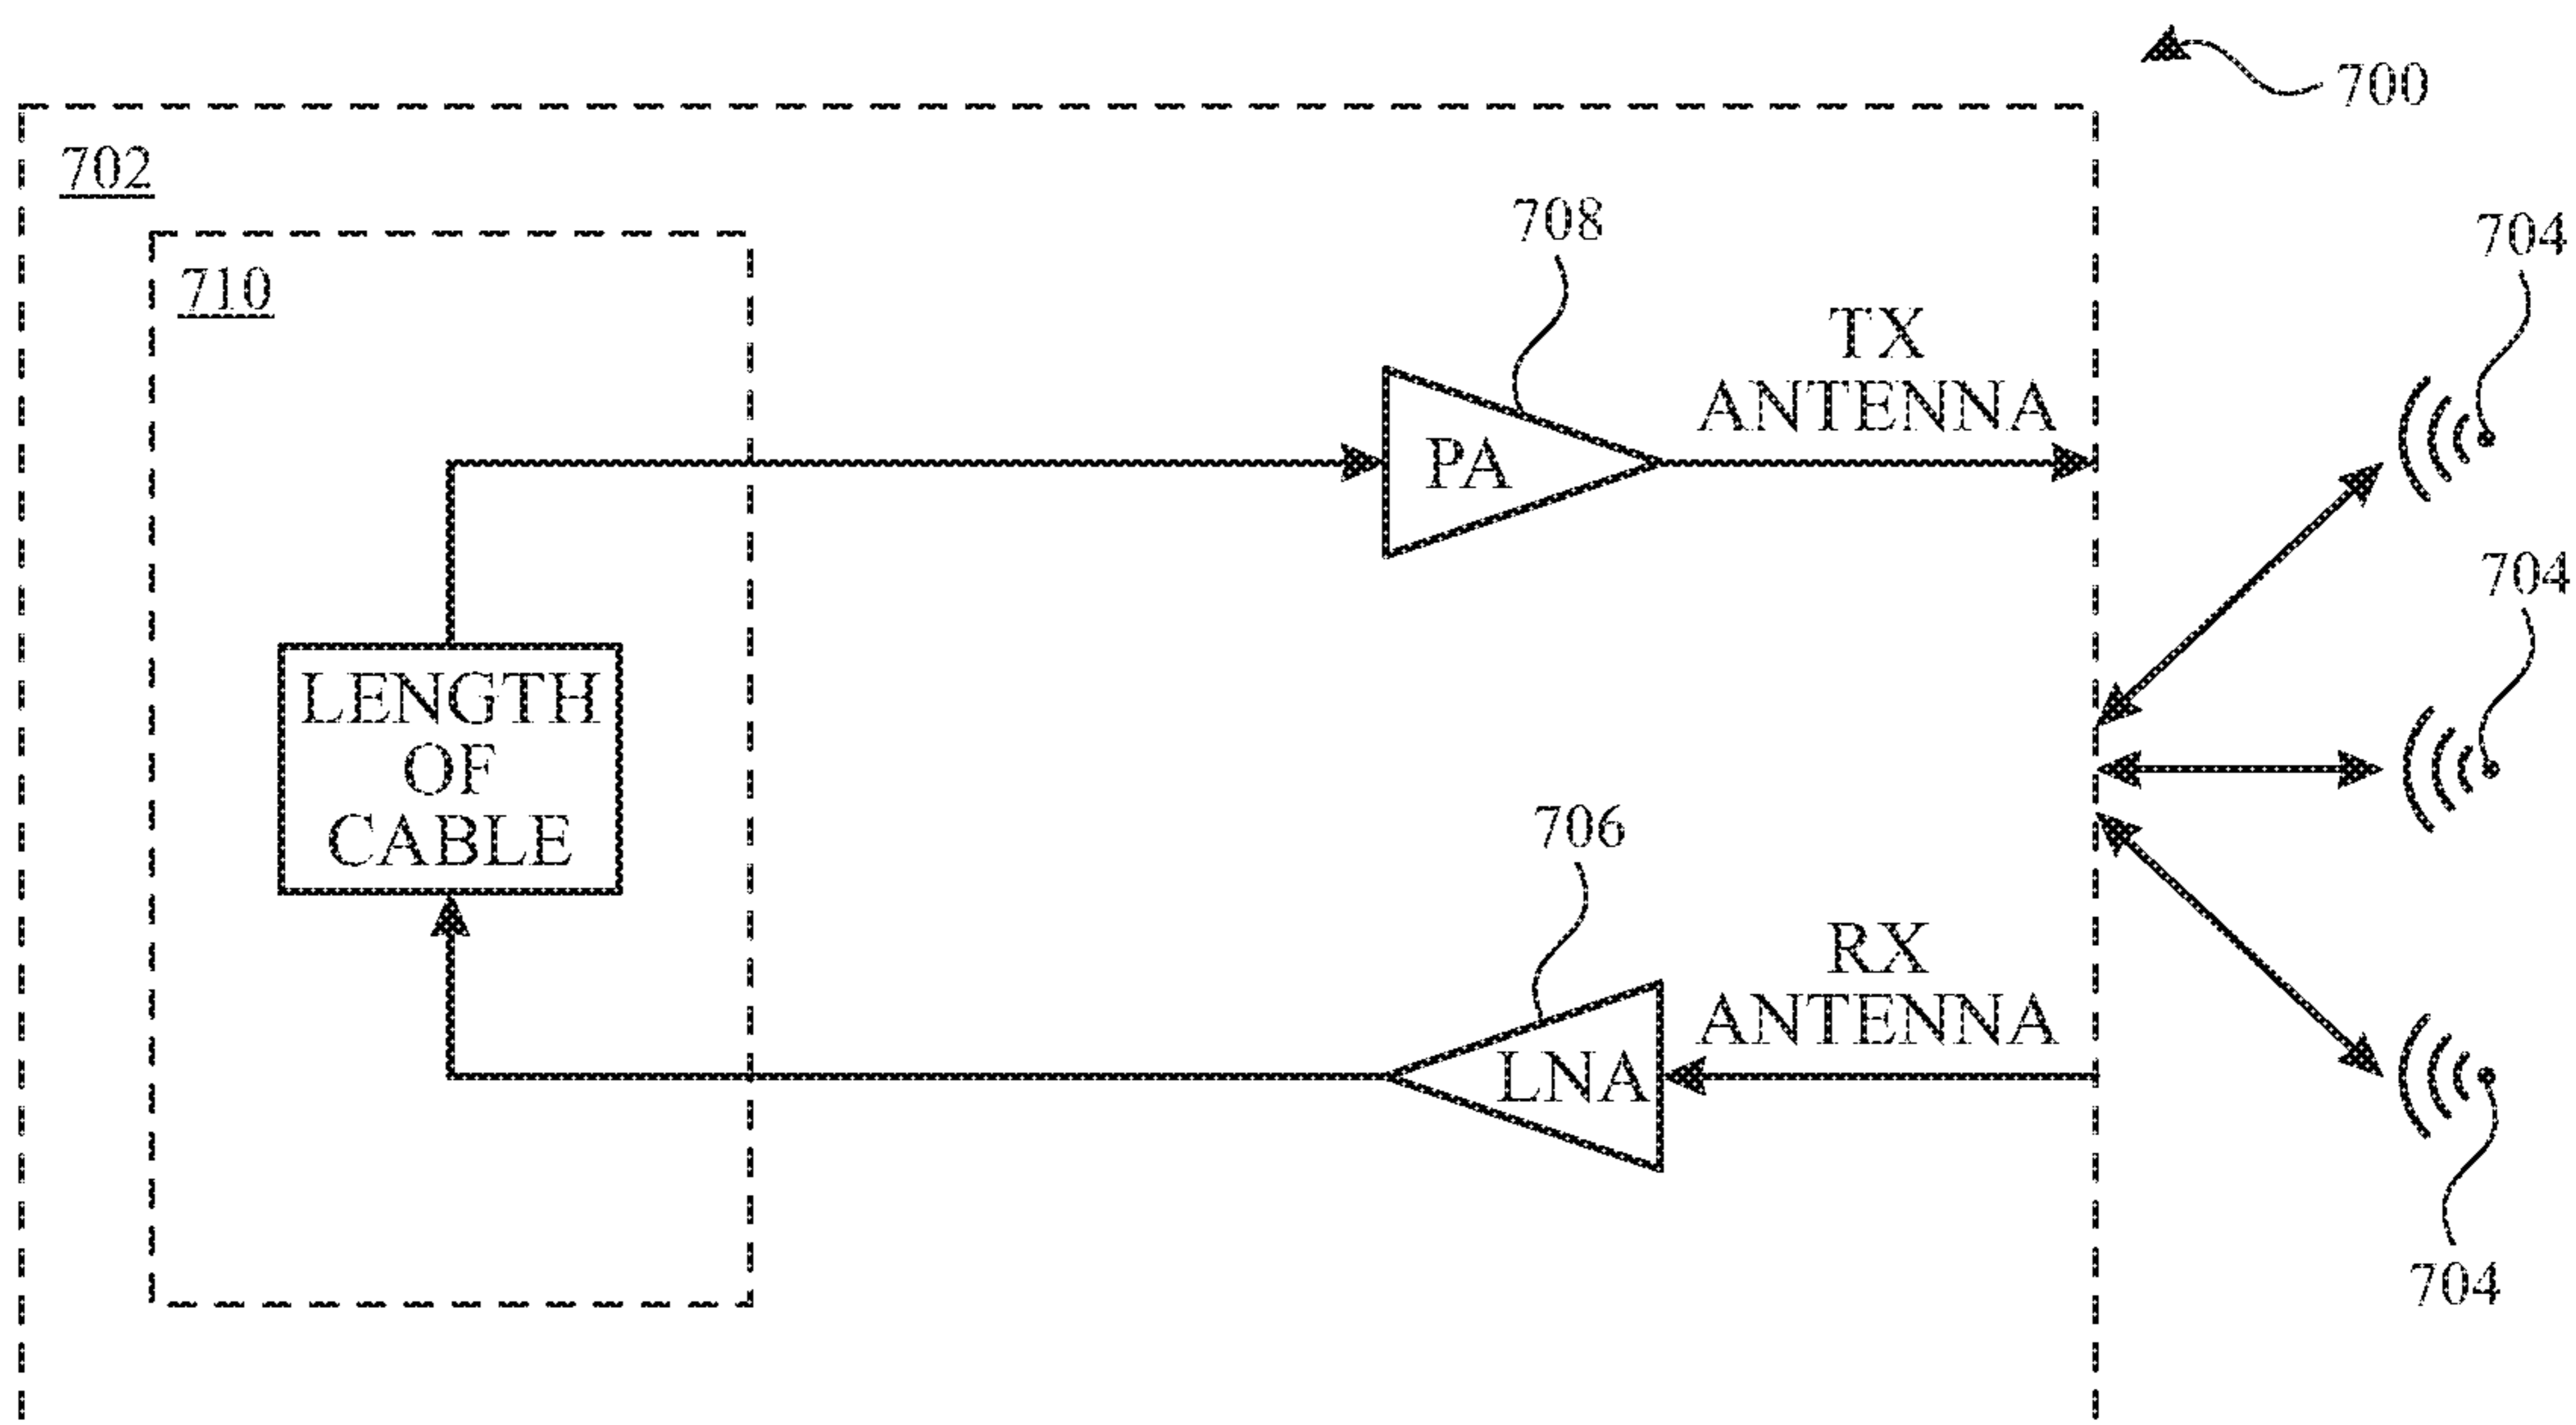 700
702
708
704
710
TX
ANTENNA
PA
704
LENGTH
OF
CABLE
706
RX
ANTENNA
LNA
704